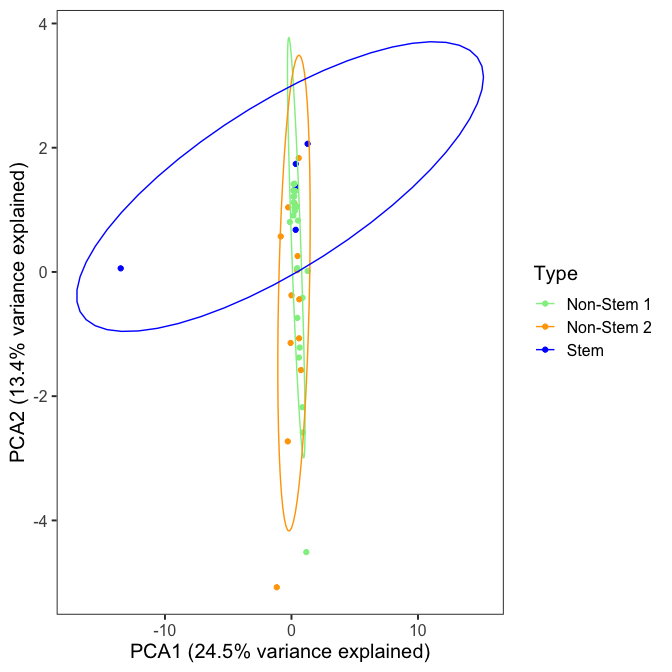 4
2
0
-2
-4
PCA2 (13.4% variance explained)
-10
0
10
PCA1 (24.5% variance explained)
Type
Non-Stem 1
Non-Stem 2
Stem